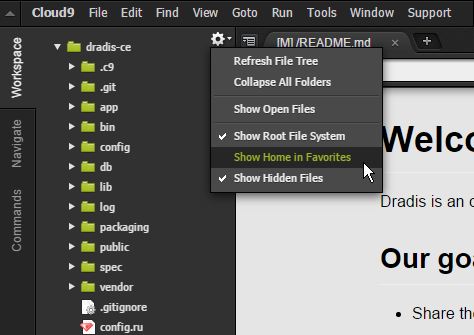 Cloud9 File Edit Find View Goto Run Tools Window Support
Workspace
Navigate
Commands
dradis-ce
.c9
.git
app
bin
config
db
lib
log
packaging
public
spec
vendor
.gitignore
config.ru
Refresh File Tree
Collapse All Folders
Show Open Files
Show Root File System
Show Home in Favorites
Show Hidden Files
[M] /README.md
Welco
Dradis is an o
Our goa
Share the